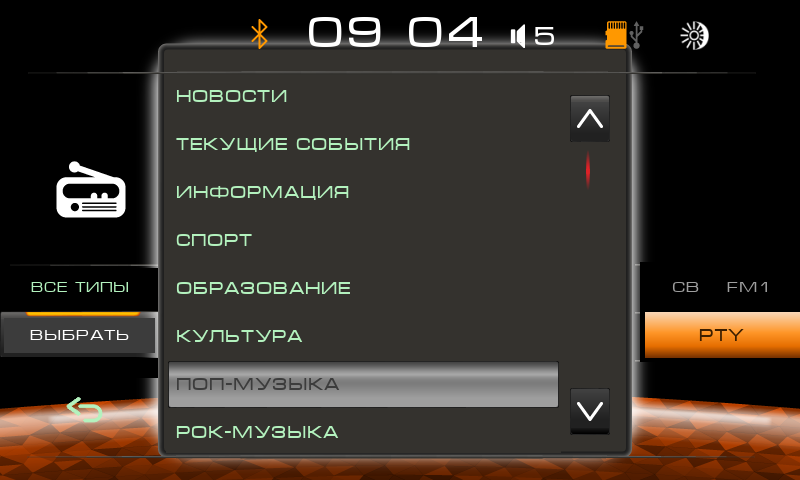 09 04 5
НОВОСТИ
ТЕКУЩИЕ СОБЫТИЯ
ИНФОРМАЦИЯ
СПОРТ
ОБРАЗОВАНИЕ
КУЛЬТУРА
ПОП-МУЗЫКА
РОК-МУЗЫКА
ВСЕ ТИПЫ
ВЫБРАТЬ
СВ FM1
PTY